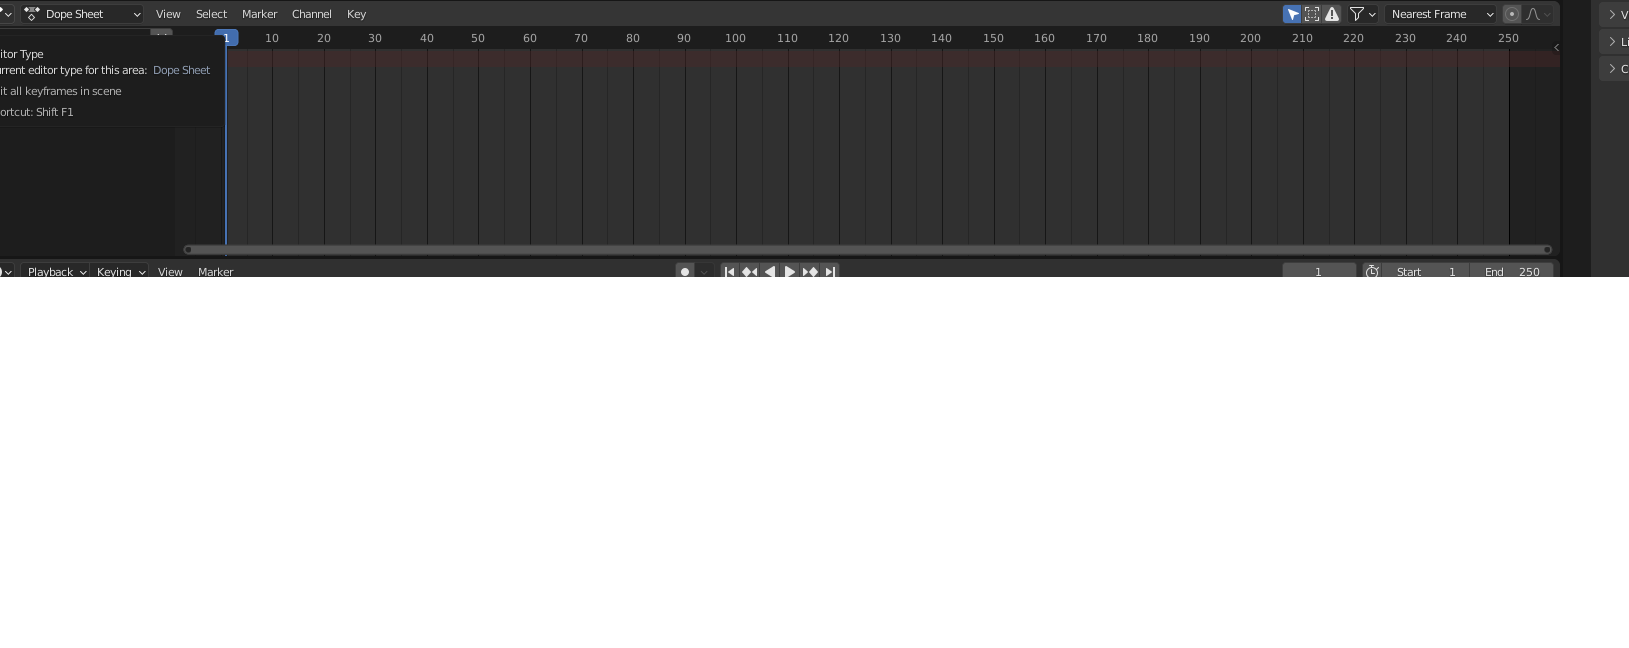 Dope Sheet View Select Marker Channel Key Nearest Frame
1 10 20 30 40 50 60 70 80 90 100 110 120 130 140 150 160 170 180 190 200 210 220 230 240 250
itor Type
rrent editor type for this area: Dope Sheet
it all keyframes in scene
ortcut: Shift F1
Playback Keying View Marker 1 Start 1 End 250
V
Li
C